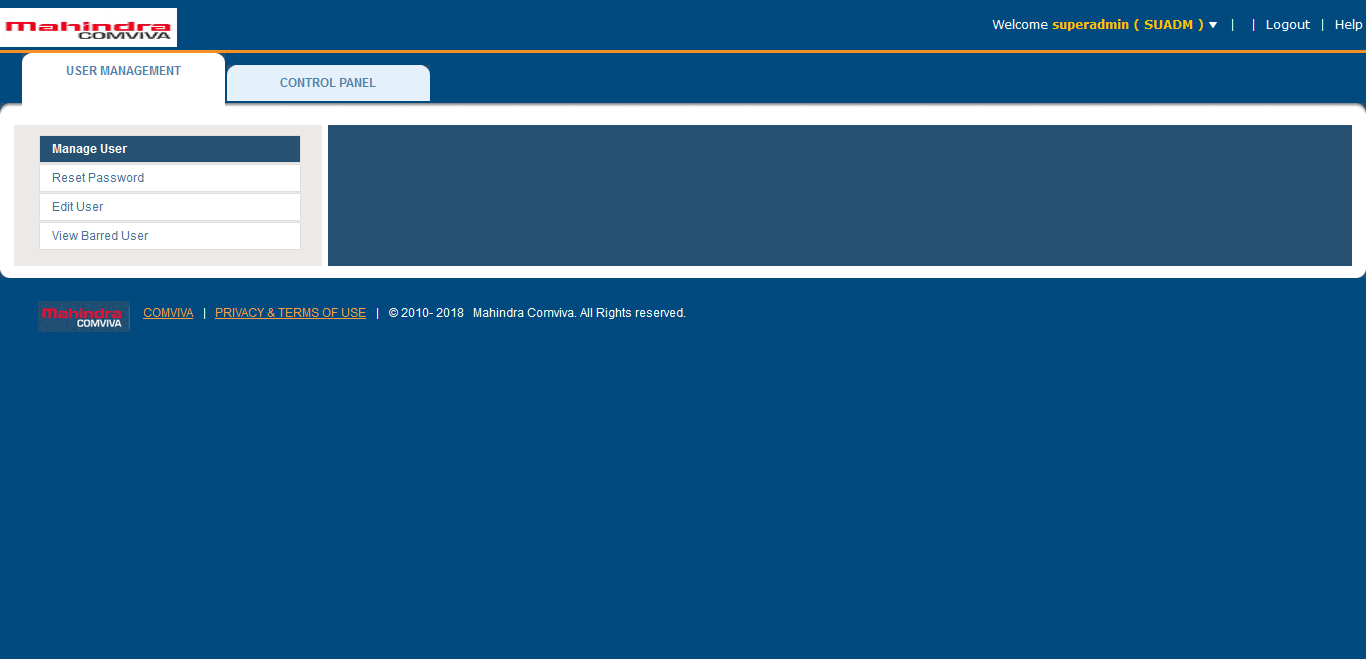 Mahindra
COMVIVA
Welcome superadmin ( SUADM ) | | Logout | Help
USER MANAGEMENT
CONTROL PANEL
Manage User
Reset Password
Edit User
View Barred User
Mahindra
COMVIVA
COMVIVA | PRIVACY & TERMS OF USE | © 2010- 2018 Mahindra Comviva. All Rights reserved.